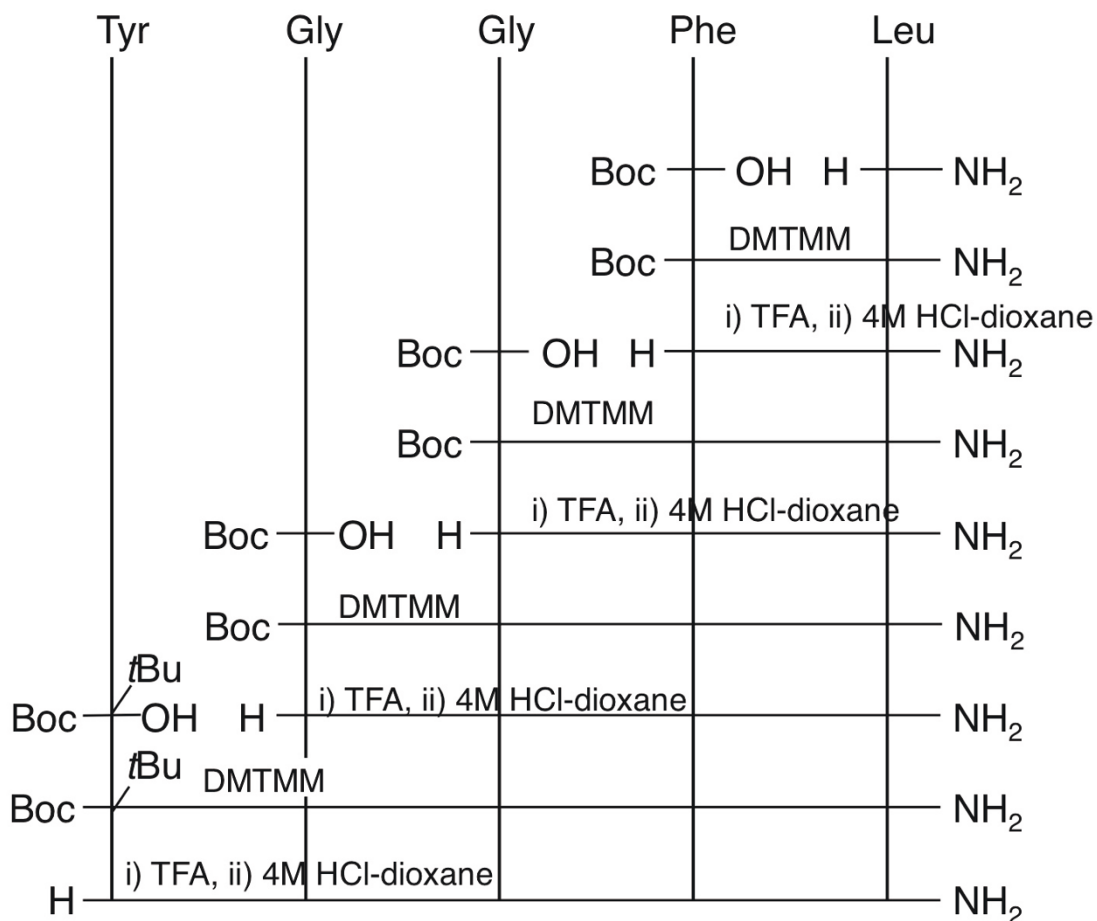 Tyr Gly Gly Phe Leu
Boc OH H NH2
DMTMM
Boc NH2
i) TFA, ii) 4M HCl-dioxane
Boc OH H NH2
DMTMM
Boc NH2
i) TFA, ii) 4M HCl-dioxane
Boc OH H NH2
DMTMM
Boc NH2
tBu
i) TFA, ii) 4M HCl-dioxane
Boc OH H NH2
tBu
DMTMM
Boc NH2
i) TFA, ii) 4M HCl-dioxane
H NH2